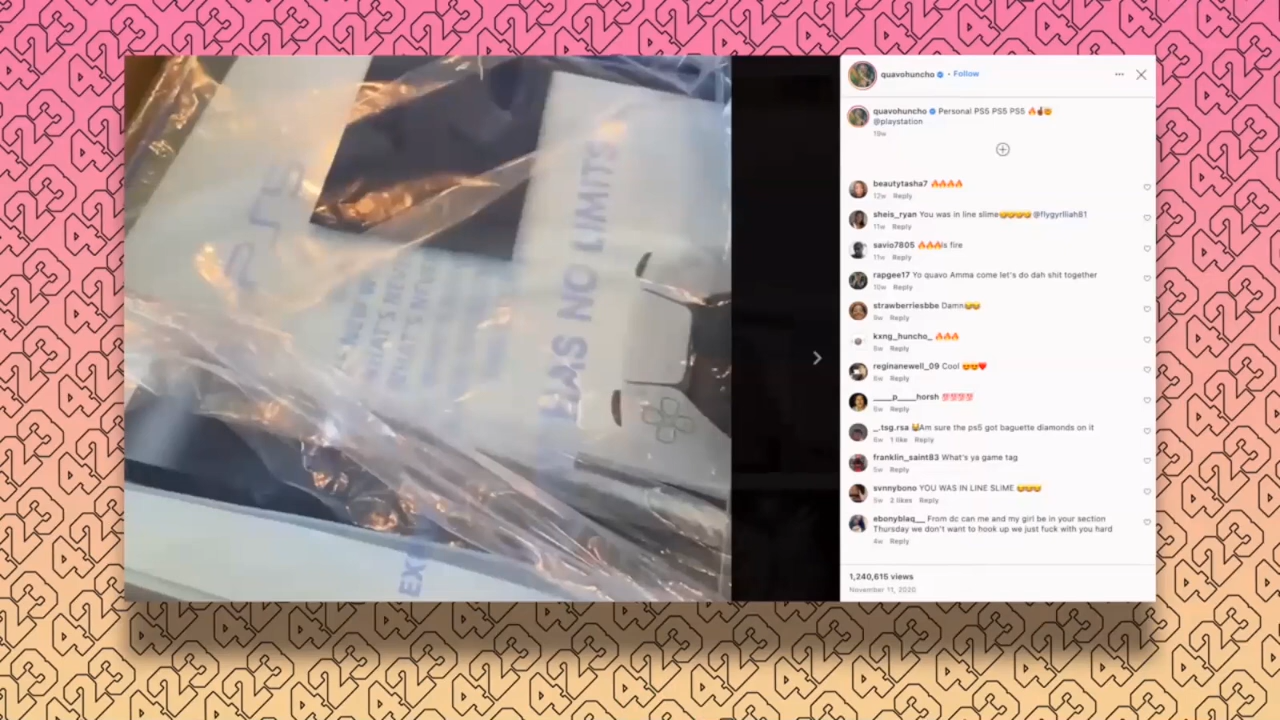 HAS NO LIMITS
quavohuncho • Follow
quavohuncho Personal PS5 PS5 PS5 🔥🤞🏾😍
@playstation
19w
beautytasha7 🔥🔥🔥🔥
12w Reply
sheis_ryan You was in line slime😂😂😂😂 @flygyrlliah81
11w Reply
savio7805 🔥🔥🔥is fire
11w Reply
rapgee17 Yo quavo Amma come let's do dah shit together
10w Reply
strawberriesbbe Damn😂😂
9w Reply
kxng_huncho_ 🔥🔥🔥
8w Reply
reginanewell_09 Cool 😍😍❤️
6w Reply
_____p_____horsh 💯💯💯💯
5w Reply
_.tsg.rsa 😹Am sure the ps5 got baguette diamonds on it
6w 1 like Reply
franklin_saint83 What's ya game tag
5w Reply
svnnybono YOU WAS IN LINE SLIME 😂😂😂
5w 2 likes Reply
ebonyblaq__ From dc can me and my girl be in your section
Thursday we don't want to hook up we just fuck with you hard
4w Reply
1,240,615 views
November 11, 2020